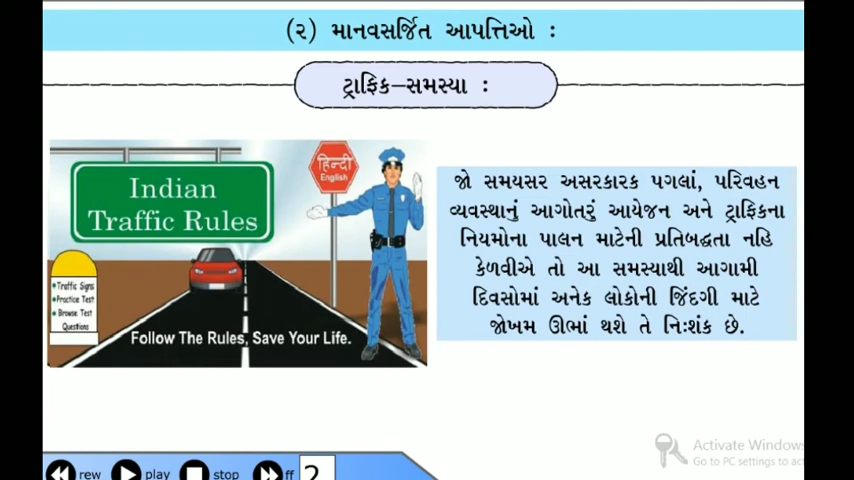 (૨) માનવસર્જિત આપત્તિઓ :
ટ્રાફિક–સમસ્યા :
Indian
Traffic Rules
हिन्दी
English
Traffic Signs
Practice Test
Browse Test
Questions
Follow The Rules, Save Your Life.
જો સમયસર અસરકારક પગલાં, પરિવહન
વ્યવસ્થાનું આગોતરું આયેજન અને ટ્રાફિકના
નિયમોના પાલન માટેની પ્રતિબદ્ધતા નહિ
કેળવીએ તો આ સમસ્યાથી આગામી
દિવસોમાં અનેક લોકોની જિંદગી માટે
જોખમ ઊભાં થશે તે નિઃશંક છે.
Activate Windows
Go to PC settings to
rew play stop ff 2